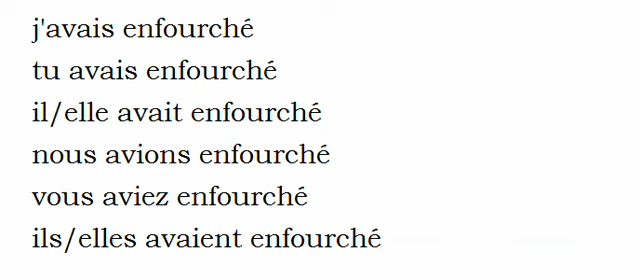 j'avais enfourché
tu avais enfourché
il/elle avait enfourché
nous avions enfourché
vous aviez enfourché
ils/elles avaient enfourché